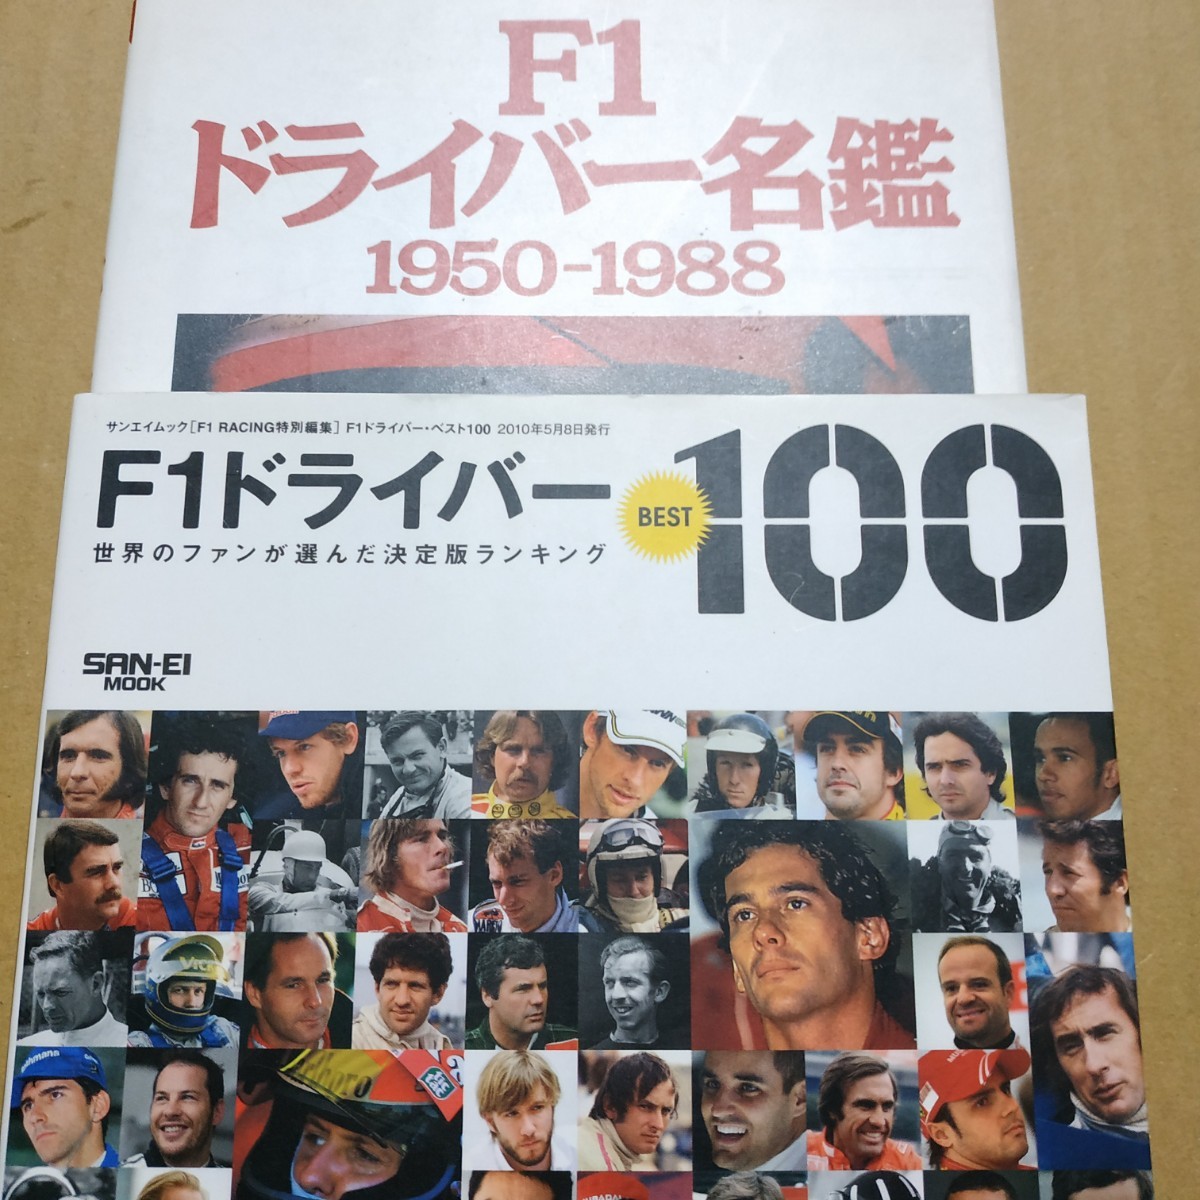 F1
ドライバー名鑑
1950-1988
サンエイムック[F1 RACING特別編集] F1ドライバー・ベスト100 2010年5月8日発行
F1ドライバー
BEST
100
世界のファンが選んだ決定版ランキング
SAN-EI
MOOK
Marlboro